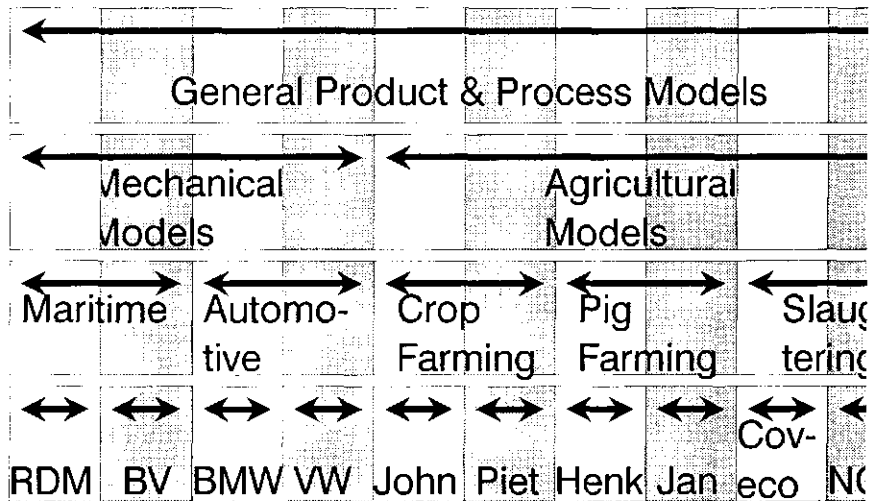 General Product & Process Models
Mechanical Agricultural
Models Models
Maritime Automo- Crop Pig
tive Farming Farming
Cov-
RDM BV BMW VW John Piet Henk Jan eco